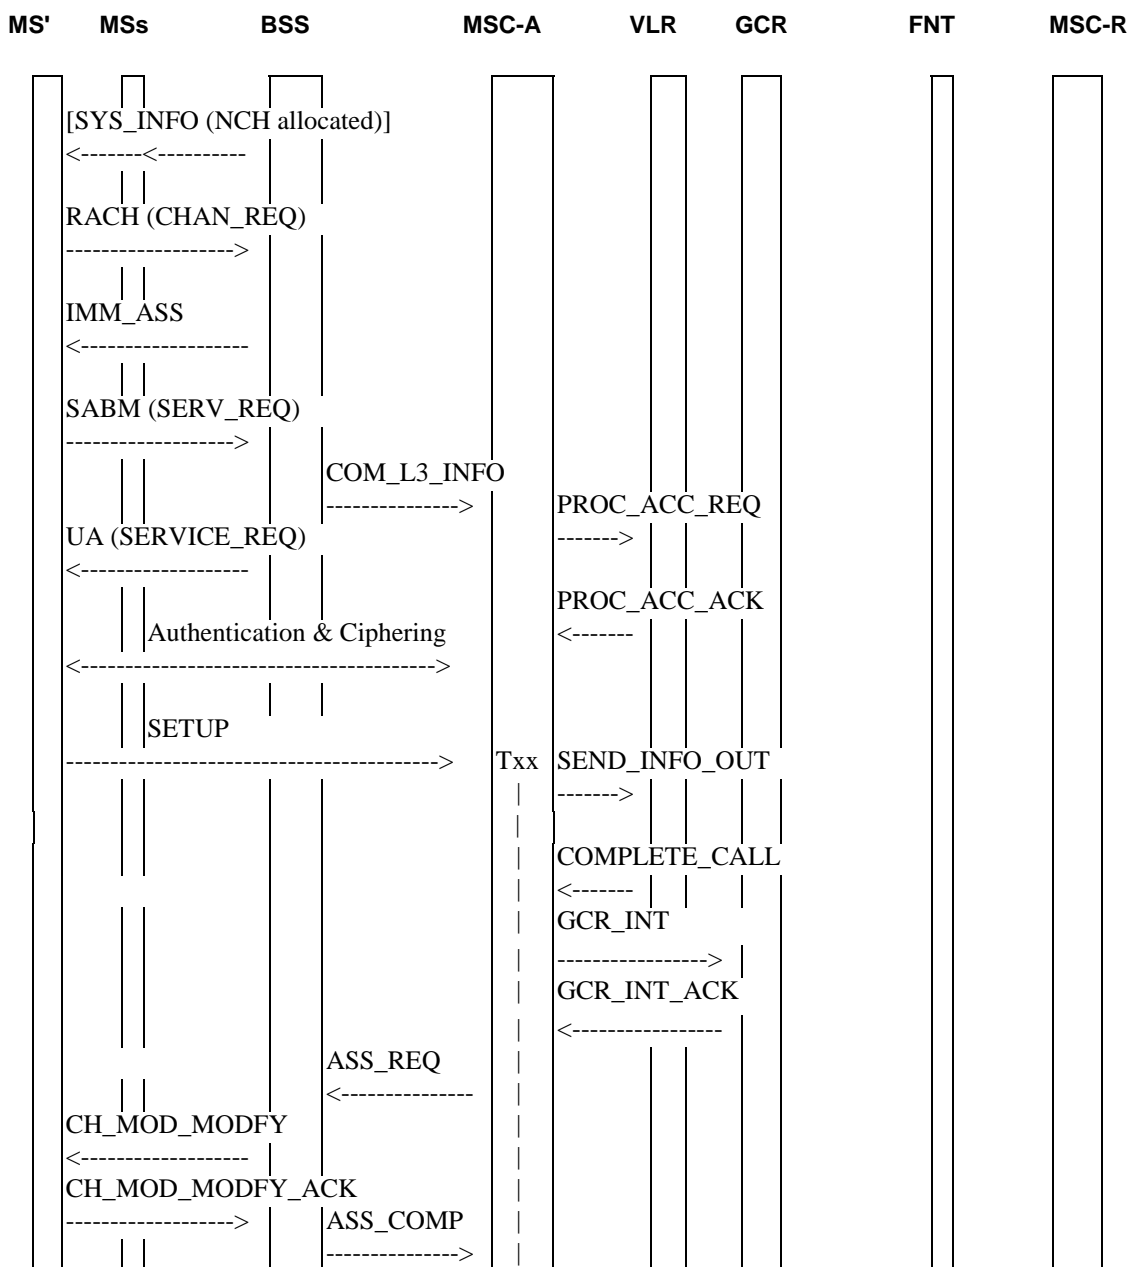 MS' MSs BSS MSC-A VLR GCR FNT MSC-R
[SYS_INFO (NCH allocated)]
<-------<----------
RACH (CHAN_REQ)
------------------->
IMM_ASS
<-------------------
SABM (SERV_REQ)
------------------->
COM_L3_INFO
---------------> PROC_ACC_REQ
UA (SERVICE_REQ) ------->
<-------------------
PROC_ACC_ACK
Authentication & Ciphering <-------
<---------------------------------------->
SETUP
------------------------------------------> Txx SEND_INFO_OUT
| ------->
|
| COMPLETE_CALL
| <-------
| GCR_INT
| ----------------->
| GCR_INT_ACK
| <-----------------
ASS_REQ |
<--------------- |
CH_MOD_MODFY |
<------------------- |
CH_MOD_MODFY_ACK |
-------------------> ASS_COMP |
---------------> |